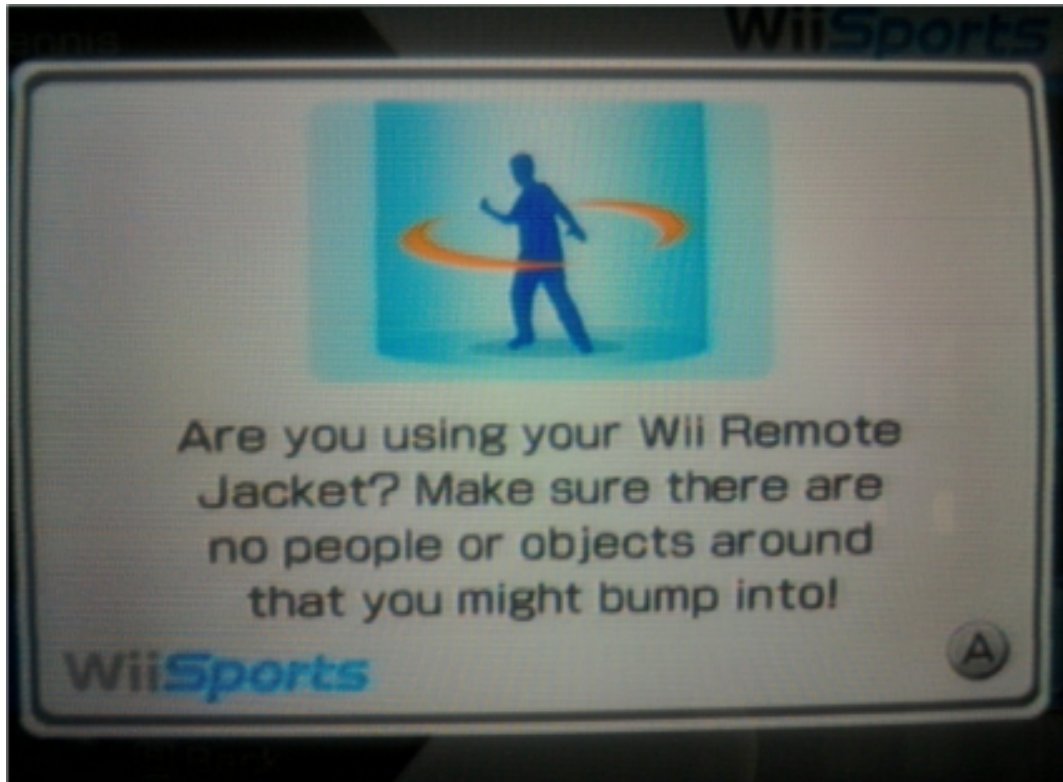 WiiSports
Are you using your Wii Remote
Jacket? Make sure there are
no people or objects around
that you might bump into!
WiiSports
A
Back